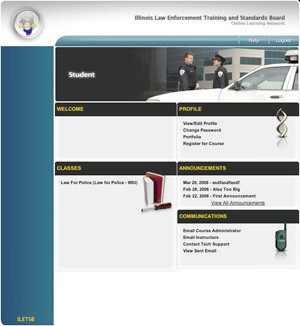 Illinois Law Enforcement Training and Standards Board
Online Learning Network
Help
Logout
Student
WELCOME
PROFILE
View/Edit Profile
Change Password
Portfolio
Register for Course
CLASSES
Law For Police (Law for Police - WIU)
ANNOUNCEMENTS
Mar 20, 2008 - asdfasdfasdf
Feb 28, 2008 - Also Too Big
Feb 22, 2008 - First Announcement
View All Announcements
COMMUNICATIONS
Email Course Administrator
Email Instructors
Contact Tech Support
View Sent Email
ILETSB